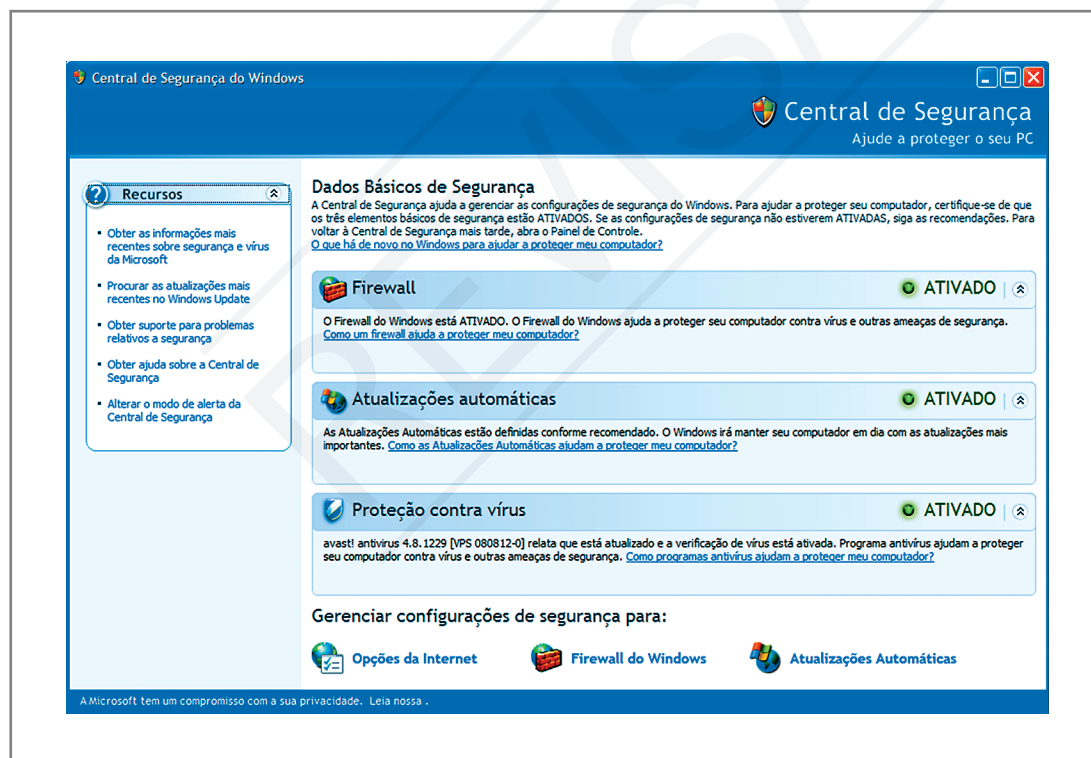 Central de Segurança do Windows
Central de Segurança
Ajude a proteger o seu PC
Recursos
• Obter as informações mais
recentes sobre segurança e vírus
da Microsoft
• Procurar as atualizações mais
recentes no Windows Update
• Obter suporte para problemas
relativos a segurança
• Obter ajuda sobre a Central de
Segurança
• Alterar o modo de alerta da
Central de Segurança
Dados Básicos de Segurança
A Central de Segurança ajuda a gerenciar as configurações de segurança do Windows. Para ajudar a proteger seu computador, certifique-se de que
os três elementos básicos de segurança estão ATIVADOS. Se as configurações de segurança não estiverem ATIVADAS, siga as recomendações. Para
voltar à Central de Segurança mais tarde, abra o Painel de Controle.
O que há de novo no Windows para ajudar a proteger meu computador?
Firewall ATIVADO
O Firewall do Windows está ATIVADO. O Firewall do Windows ajuda a proteger seu computador contra vírus e outras ameaças de segurança.
Como um firewall ajuda a proteger meu computador?
Atualizações automáticas ATIVADO
As Atualizações Automáticas estão definidas conforme recomendado. O Windows irá manter seu computador em dia com as atualizações mais
importantes. Como as Atualizações Automáticas ajudam a proteger meu computador?
Proteção contra vírus ATIVADO
avast! antivirus 4.8.1229 [VPS 080812-0] relata que está atualizado e a verificação de vírus está ativada. Programa antivírus ajudam a proteger
seu computador contra vírus e outras ameaças de segurança. Como programas antivírus ajudam a proteger meu computador?
Gerenciar configurações de segurança para:
Opções da Internet Firewall do Windows Atualizações Automáticas
A Microsoft tem um compromisso com a sua privacidade. Leia nossa .